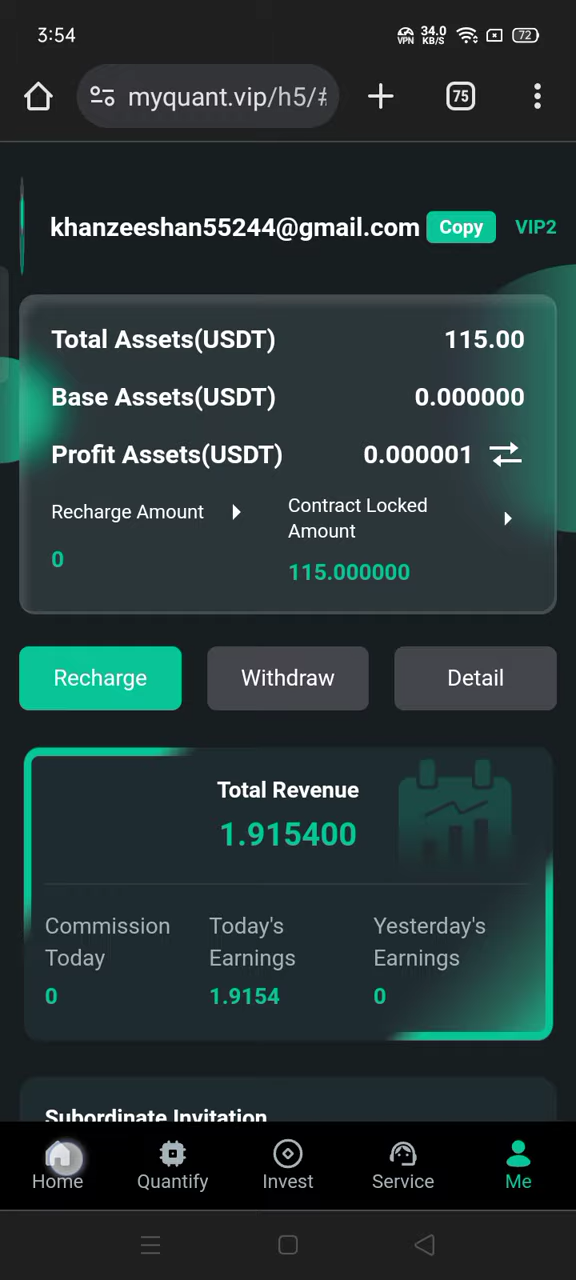 3:54
VPN 34.0 KB/S 72
myquant.vip/h5/#
75
khanzeeshan55244@gmail.com Copy VIP2
Total Assets(USDT) 115.00
Base Assets(USDT) 0.000000
Profit Assets(USDT) 0.000001
Recharge Amount
0
Contract Locked
Amount
115.000000
Recharge Withdraw Detail
Total Revenue
1.915400
Commission
Today
0
Today's
Earnings
1.9154
Yesterday's
Earnings
0
Subordinate Invitation
Home Quantify Invest Service Me